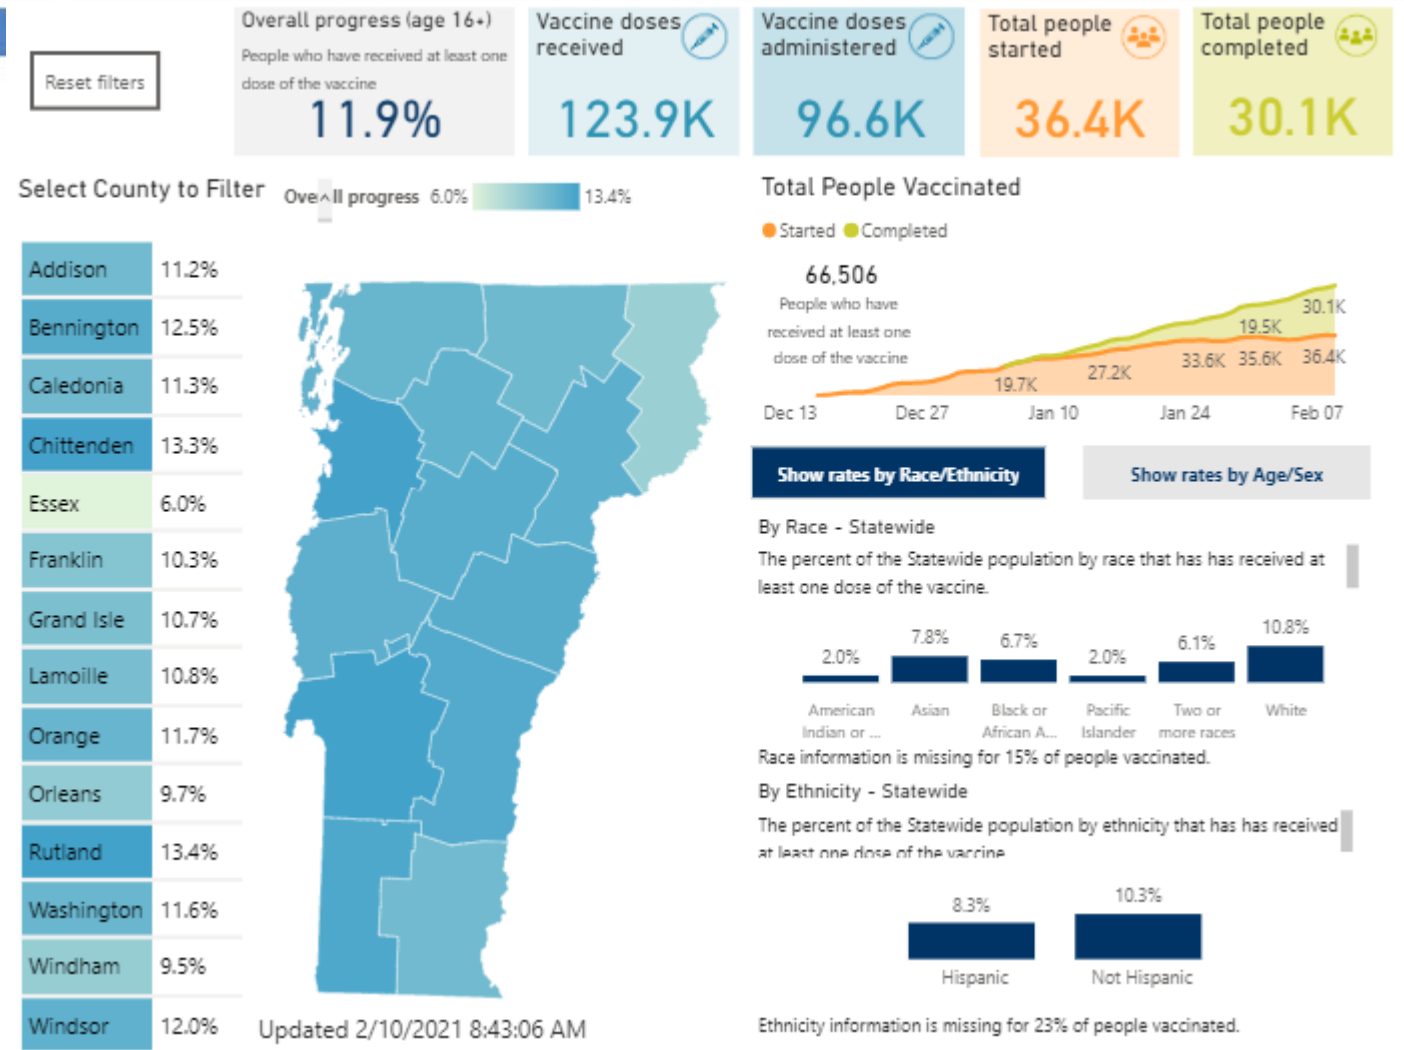 Reset filters
Overall progress (age 16+)
People who have received at least one
dose of the vaccine
11.9%
Vaccine doses
received
123.9K
Vaccine doses
administered
96.6K
Total people
started
36.4K
Total people
completed
30.1K
Select County to Filter
Overall progress 6.0% 13.4%
Addison 11.2%
Bennington 12.5%
Caledonia 11.3%
Chittenden 13.3%
Essex 6.0%
Franklin 10.3%
Grand Isle 10.7%
Lamoille 10.8%
Orange 11.7%
Orleans 9.7%
Rutland 13.4%
Washington 11.6%
Windham 9.5%
Windsor 12.0%
Updated 2/10/2021 8:43:06 AM
Total People Vaccinated
Started Completed
66,506
People who have
received at least one
dose of the vaccine
30.1K
19.5K
19.7K 27.2K 33.6K 35.6K 36.4K
Dec 13 Dec 27 Jan 10 Jan 24 Feb 07
Show rates by Race/Ethnicity
Show rates by Age/Sex
By Race - Statewide
The percent of the Statewide population by race that has has received at
least one dose of the vaccine.
2.0% 7.8% 6.7% 2.0% 6.1% 10.8%
American
Indian or ...
Asian
Black or
African A...
Pacific
Islander
Two or
more races
White
Race information is missing for 15% of people vaccinated.
By Ethnicity - Statewide
The percent of the Statewide population by ethnicity that has has received
at least one dose of the vaccine
8.3% 10.3%
Hispanic Not Hispanic
Ethnicity information is missing for 23% of people vaccinated.